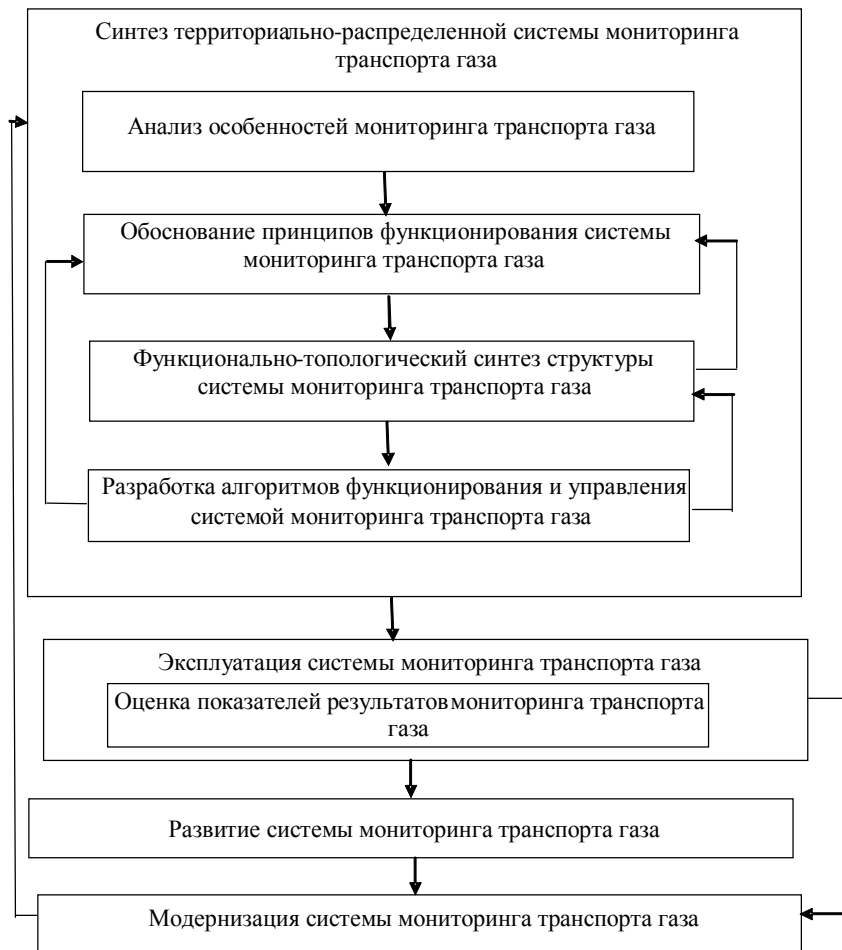 Синтез территориально-распределенной системы мониторинга
транспорта газа
Анализ особенностей мониторинга транспорта газа
Обоснование принципов функционирования системы
мониторинга транспорта газа
Функционально-топологический синтез структуры
системы мониторинга транспорта газа
Разработка алгоритмов функционирования и управления
системой мониторинга транспорта газа
Эксплуатация системы мониторинга транспорта газа
Оценка показателей результатов мониторинга транспорта
газа
Развитие системы мониторинга транспорта газа
Модернизация системы мониторинга транспорта газа